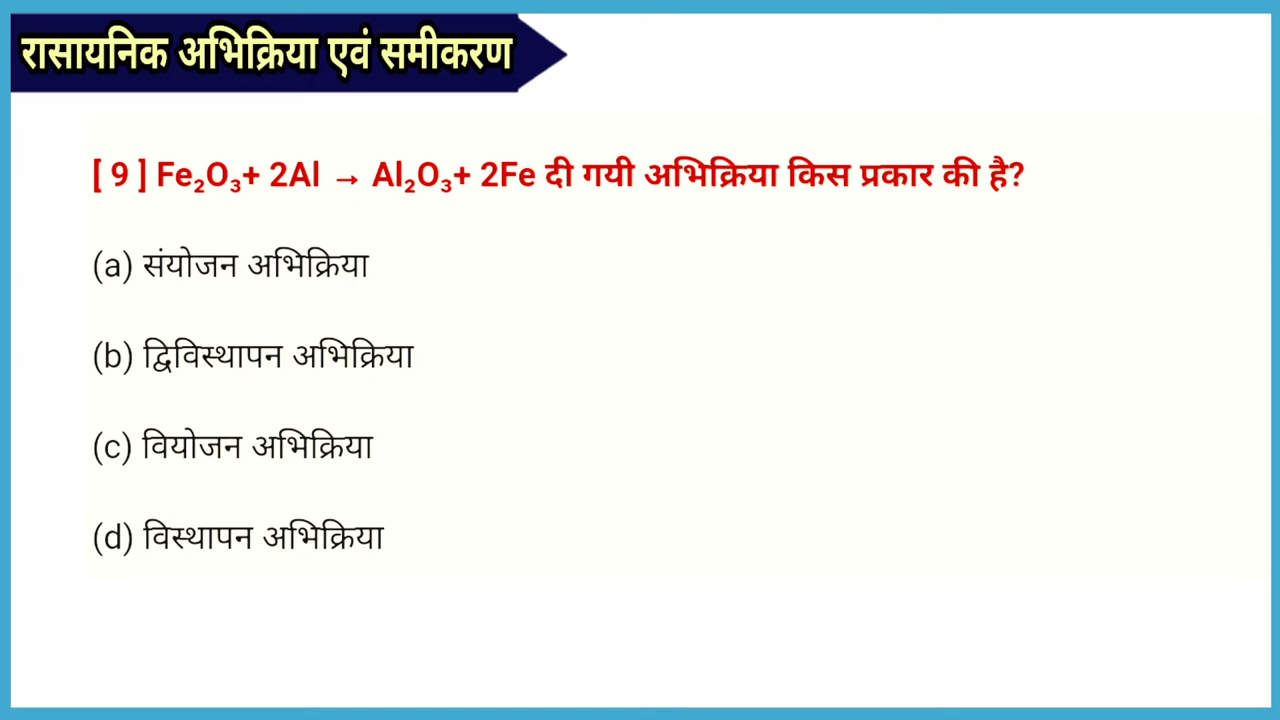 रासायनिक अभिक्रिया एवं समीकरण
[ 9 ] Fe₂O₃+ 2Al → Al₂O₃+ 2Fe दी गयी अभिक्रिया किस प्रकार की है?
(a) संयोजन अभिक्रिया
(b) द्विविस्थापन अभिक्रिया
(c) वियोजन अभिक्रिया
(d) विस्थापन अभिक्रिया